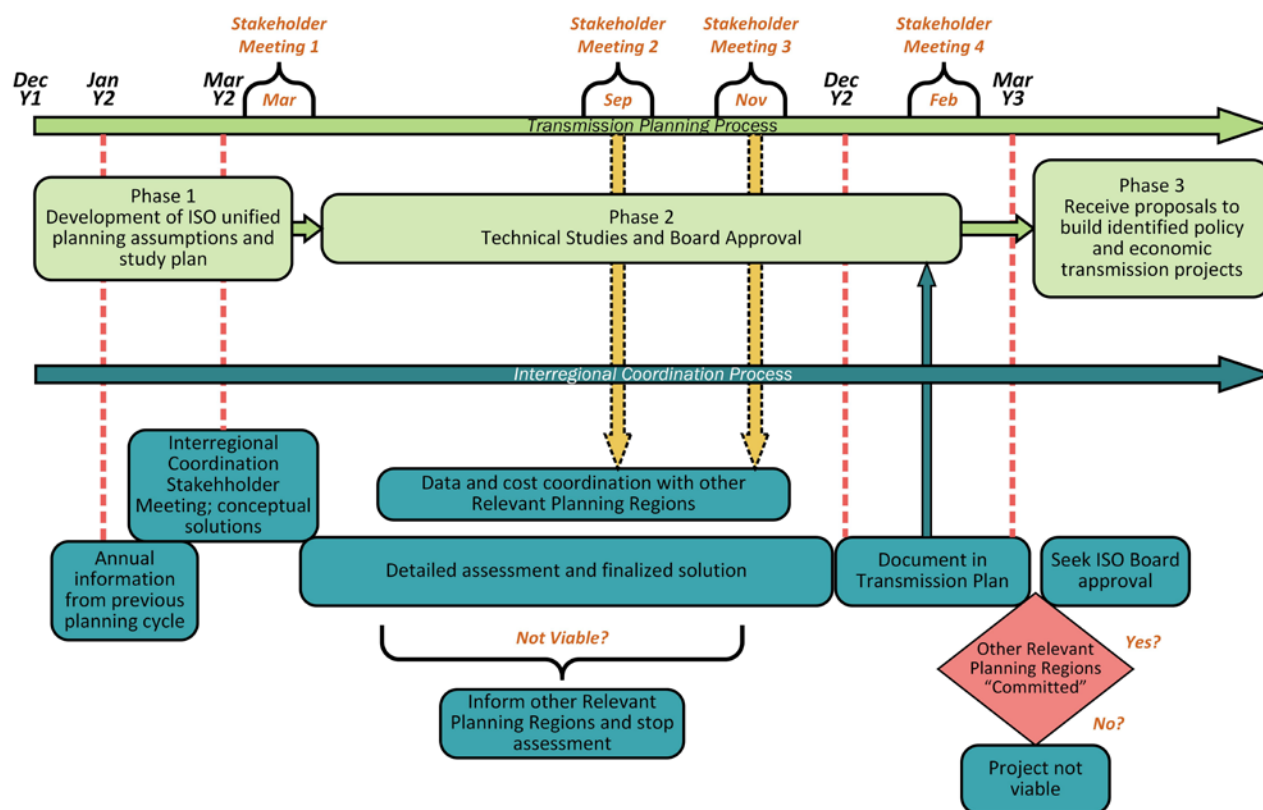 Stakeholder
Meeting 1
Stakeholder
Meeting 2
Stakeholder
Meeting 3
Stakeholder
Meeting 4
Dec
Y1
Jan
Y2
Mar
Y2
Mar
Sep
Nov
Dec
Y2
Feb
Mar
Y3
Transmission Planning Process
Phase 1
Development of ISO unified
planning assumptions and
study plan
Phase 2
Technical Studies and Board Approval
Phase 3
Receive proposals to
build identified policy
and economic
transmission projects
Interregional Coordination Process
Interregional
Coordination
Stakehholder
Meeting; conceptual
solutions
Data and cost coordination with other
Relevant Planning Regions
Annual
information
from previous
planning cycle
Detailed assessment and finalized solution
Document in
Transmission Plan
Seek ISO Board
approval
Not Viable?
Inform other Relevant
Planning Regions and stop
assessment
Other Relevant
Planning Regions
“Committed”
Yes?
No?
Project not
viable